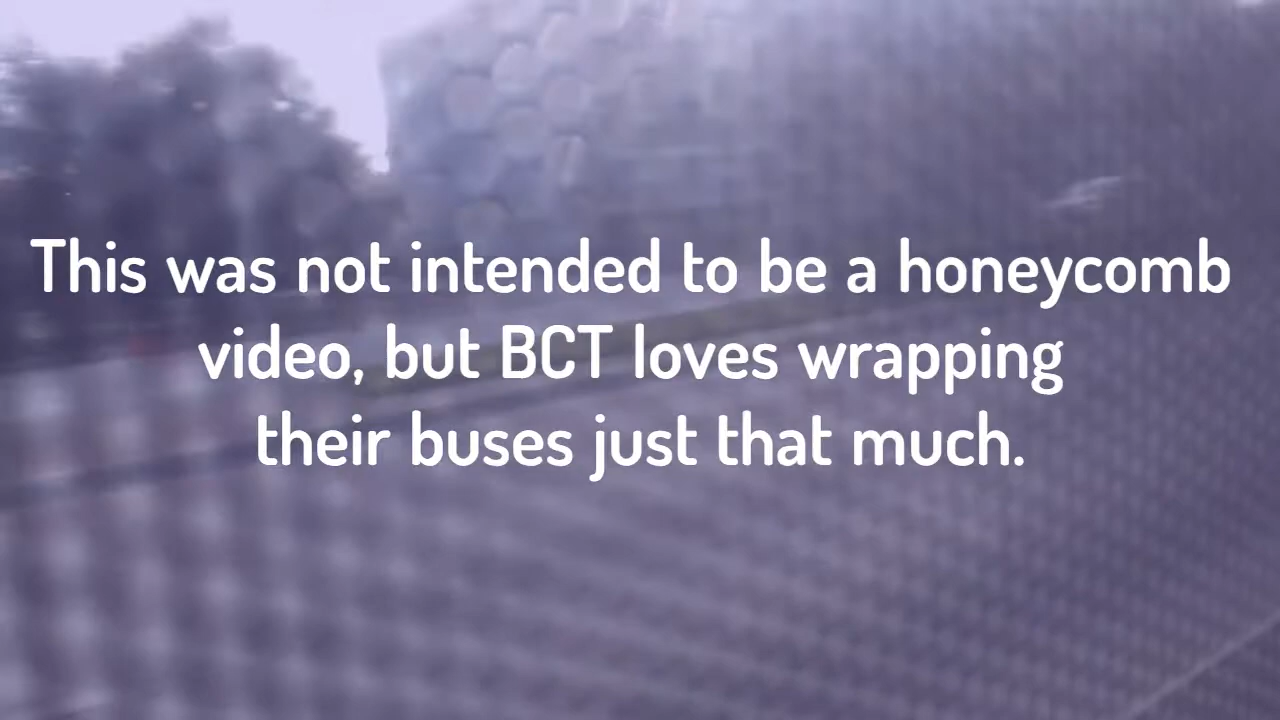 This was not intended to be a honeycomb
video, but BCT loves wrapping
their buses just that much.